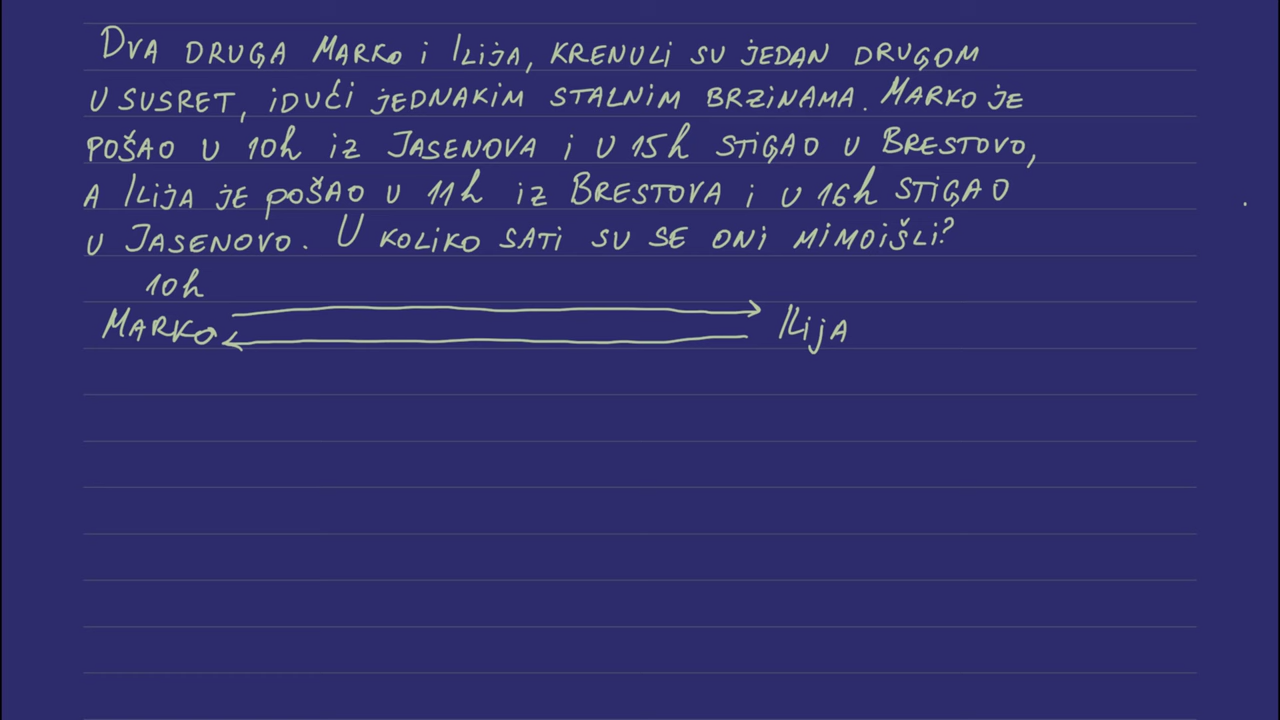 Dva druga Marko i Ilija, krenuli su jedan drugom
u susret, idući jednakim stalnim brzinama. Marko je
pošao u 10h iz Jasenova i u 15h stigao u Brestovo,
a Ilija je pošao u 11h iz Brestova i u 16h stigao
u Jasenovo. U koliko sati su se oni mimoišli?
10h
Marko Ilija